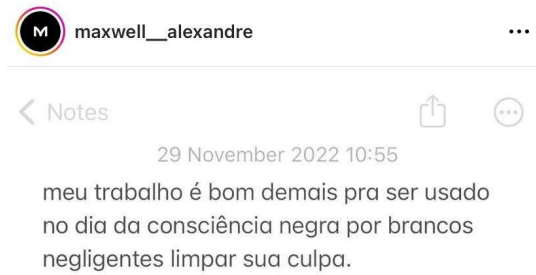 M
maxwell__alexandre
Notes
29 November 2022 10:55
meu trabalho é bom demais pra ser usado
no dia da consciência negra por brancos
negligentes limpar sua culpa.